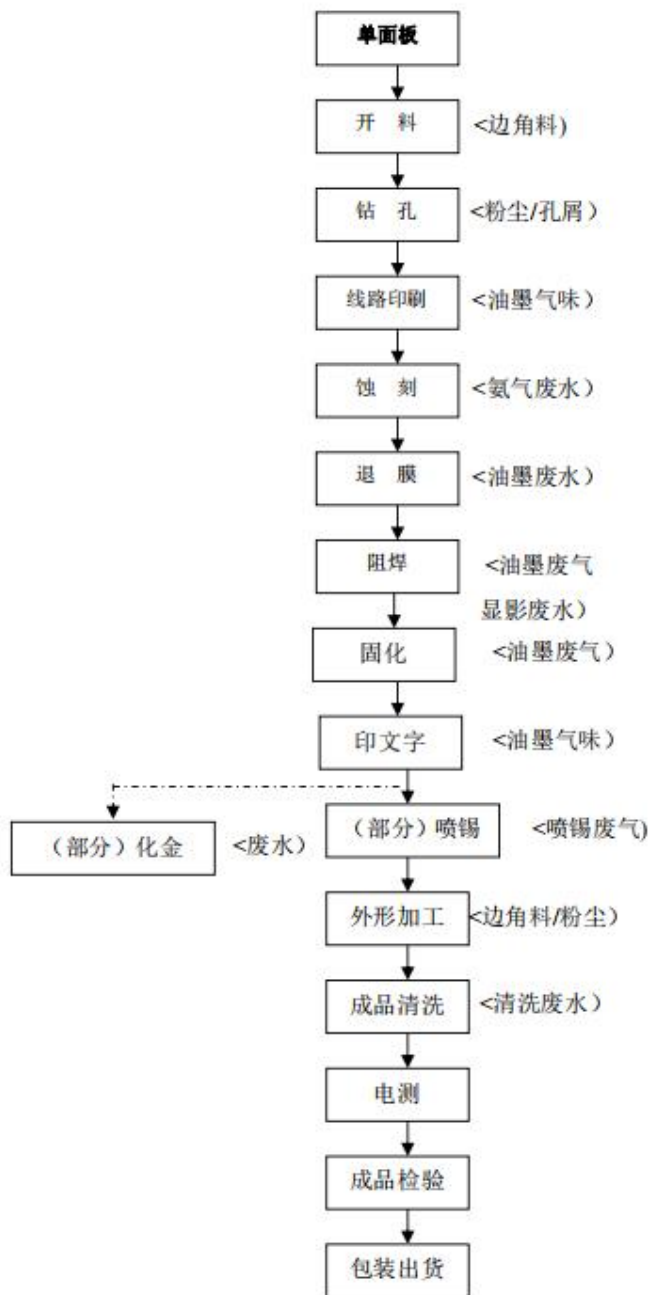 单面板
开 料 <边角料)
钻 孔 <粉尘/孔屑）
线路印刷 <油墨气味）
蚀 刻 <氨气废水）
退 膜 <油墨废水）
阻焊 <油墨废气
显影废水）
固化 <油墨废气）
印文字 <油墨气味）
（部分）化金 <废水） （部分）喷锡 <喷锡废气)
外形加工 <边角料/粉尘）
成品清洗 <清洗废水）
电测
成品检验
包装出货